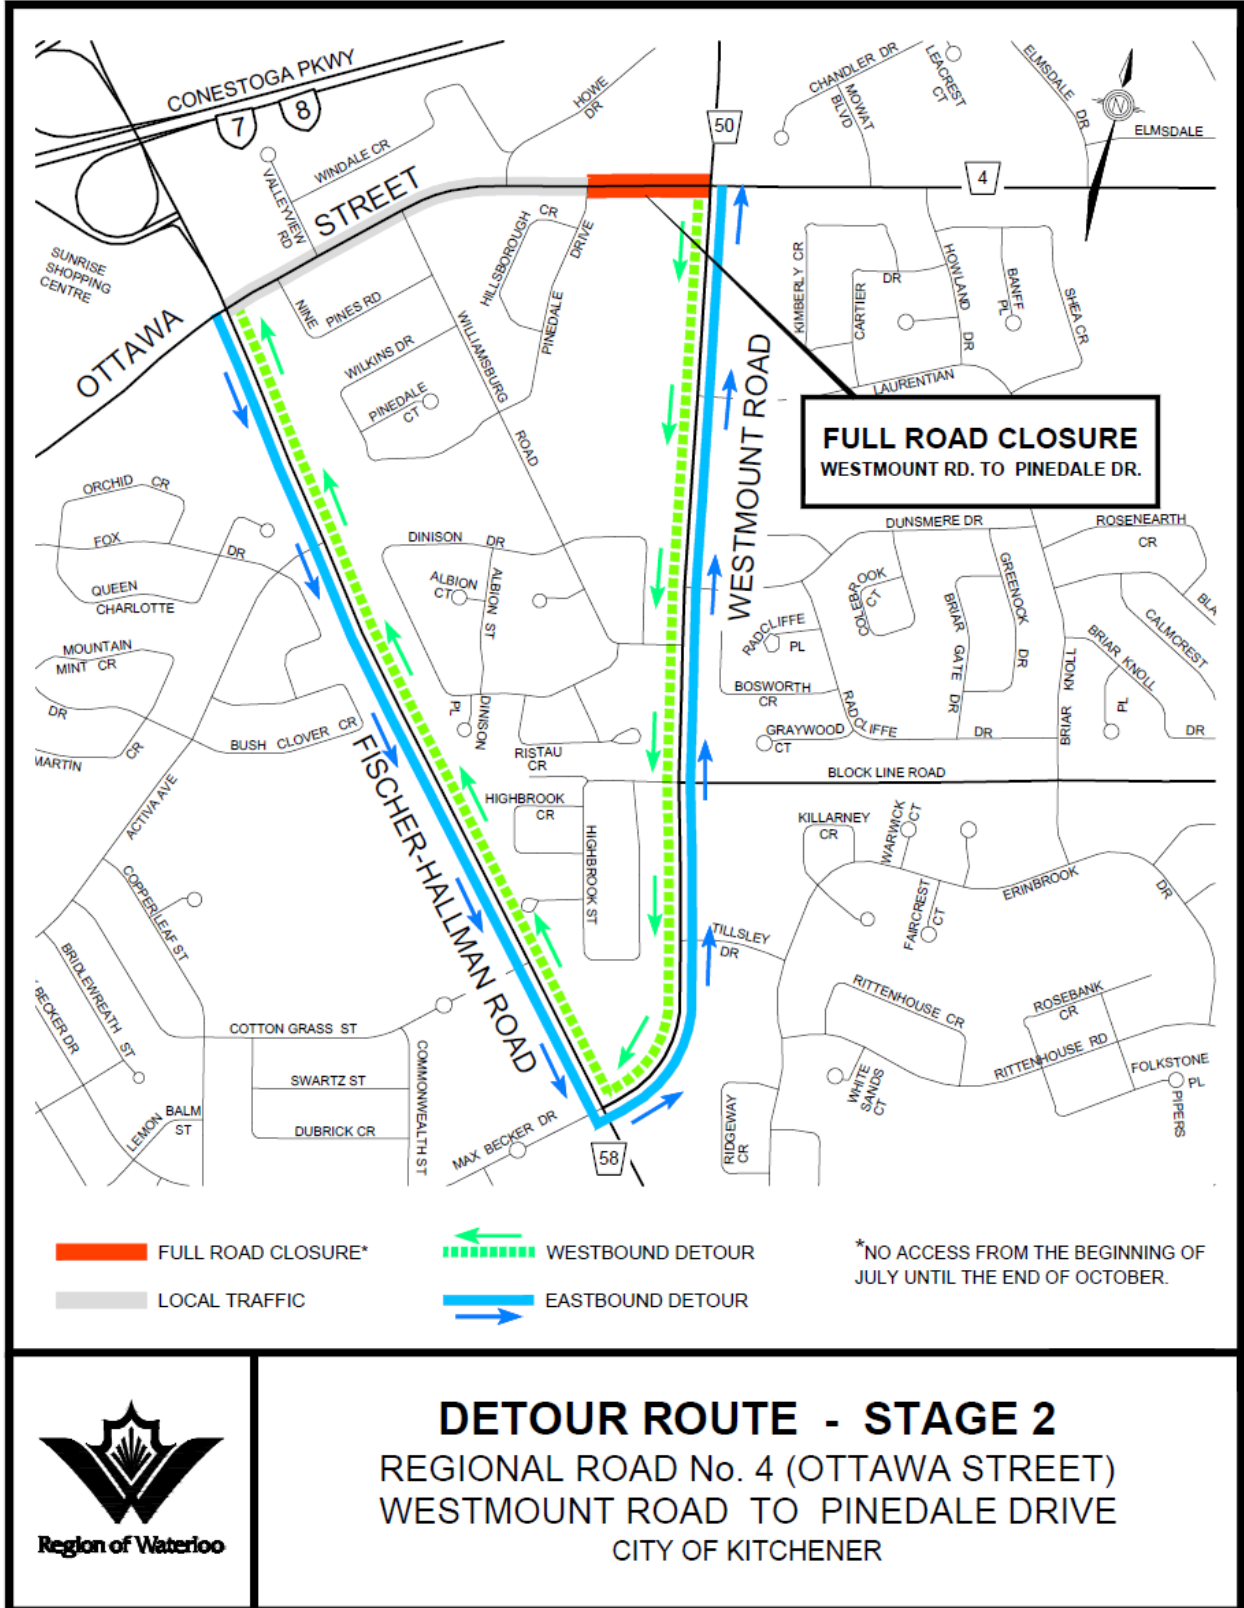 CONESTOGA PKWY
7
8
HOWE
DR
50
CHANDLER DR
MOWAT
BLVD
LEACREST
CT
ELMSDALE
DR
N
ELMSDALE
4
WINDALE CR
VALLEYVIEW
RD
STREET
OTTAWA
SUNRISE
SHOPPING
CENTRE
HILLSBOROUGH
CR
PINEDALE
DRIVE
NINE
PINES RD
WILKINS DR
PINEDALE
CT
WILLIAMSBURG
ROAD
WESTMOUNT ROAD
KIMBERLY CR
CARTIER
DR
HOWLAND
DR
BANFF
PL
SHEA CR
LAURENTIAN
FULL ROAD CLOSURE
WESTMOUNT RD. TO PINEDALE DR.
ORCHID CR
FOX
DR
QUEEN
CHARLOTTE
MOUNTAIN
MINT CR
DR
MARTIN
CR
BUSH CLOVER CR
ACTIVA AVE
DINISON DR
ALBION
CT
ALBION ST
DINISON
PL
RISTAU
CR
HIGHBROOK
CR
HIGHBROOK ST
FISCHER-HALLMAN ROAD
DUNSMERE DR
ROSENEARTH
CR
COLEBROOK
CT
GREENOCK
DR
BRIAR
GATE
DR
RADCLIFFE
PL
BOSWORTH
CR
GRAYWOOD
CT
RADCLIFFE
DR
BRIAR KNOLL
BRIAR KNOLL
PL
DR
CALMCREST
BLA
BLOCK LINE ROAD
KILLARNEY
CR
WARWICK
CT
FAIRCREST
CT
ERINBROOK
DR
TILLSLEY
DR
RITTENHOUSE CR
ROSEBANK
CR
RITTENHOUSE RD
FOLKSTONE
PL
PIPERS
WHITE
SANDS
CT
RIDGEWAY
CR
COPPERLEAF ST
BRIDLEWREATH
ST
BECKER DR
COTTON GRASS ST
SWARTZ ST
DUBRICK CR
COMMONWEALTH ST
LEMON
BALM
ST
MAX BECKER DR
58
FULL ROAD CLOSURE*
LOCAL TRAFFIC
WESTBOUND DETOUR
EASTBOUND DETOUR
*NO ACCESS FROM THE BEGINNING OF
JULY UNTIL THE END OF OCTOBER.
Region of Waterloo
DETOUR ROUTE - STAGE 2
REGIONAL ROAD No. 4 (OTTAWA STREET)
WESTMOUNT ROAD TO PINEDALE DRIVE
CITY OF KITCHENER